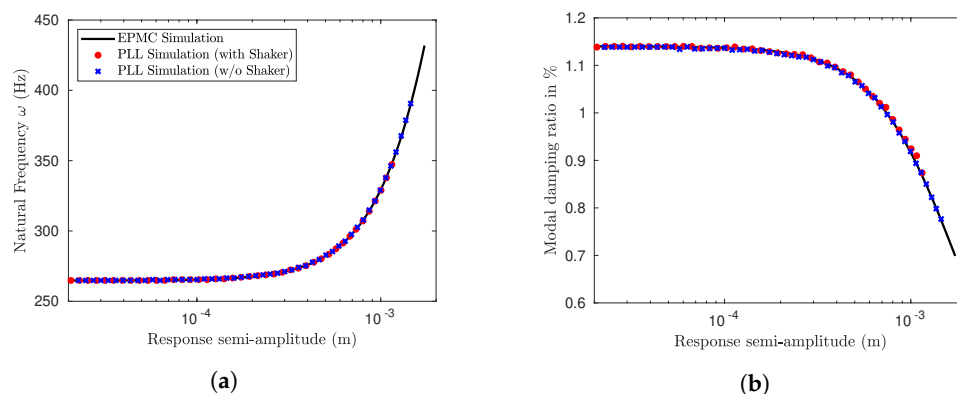 450
400
350
300
250
Natural Frequency ω (Hz)
EPMC Simulation
PLL Simulation (with Shaker)
PLL Simulation (w/o Shaker)
10⁻⁴
10⁻³
Response semi-amplitude (m)
(a)
1.2
1.1
1
0.9
0.8
0.7
0.6
Modal damping ratio in %
10⁻⁴
10⁻³
Response semi-amplitude (m)
(b)